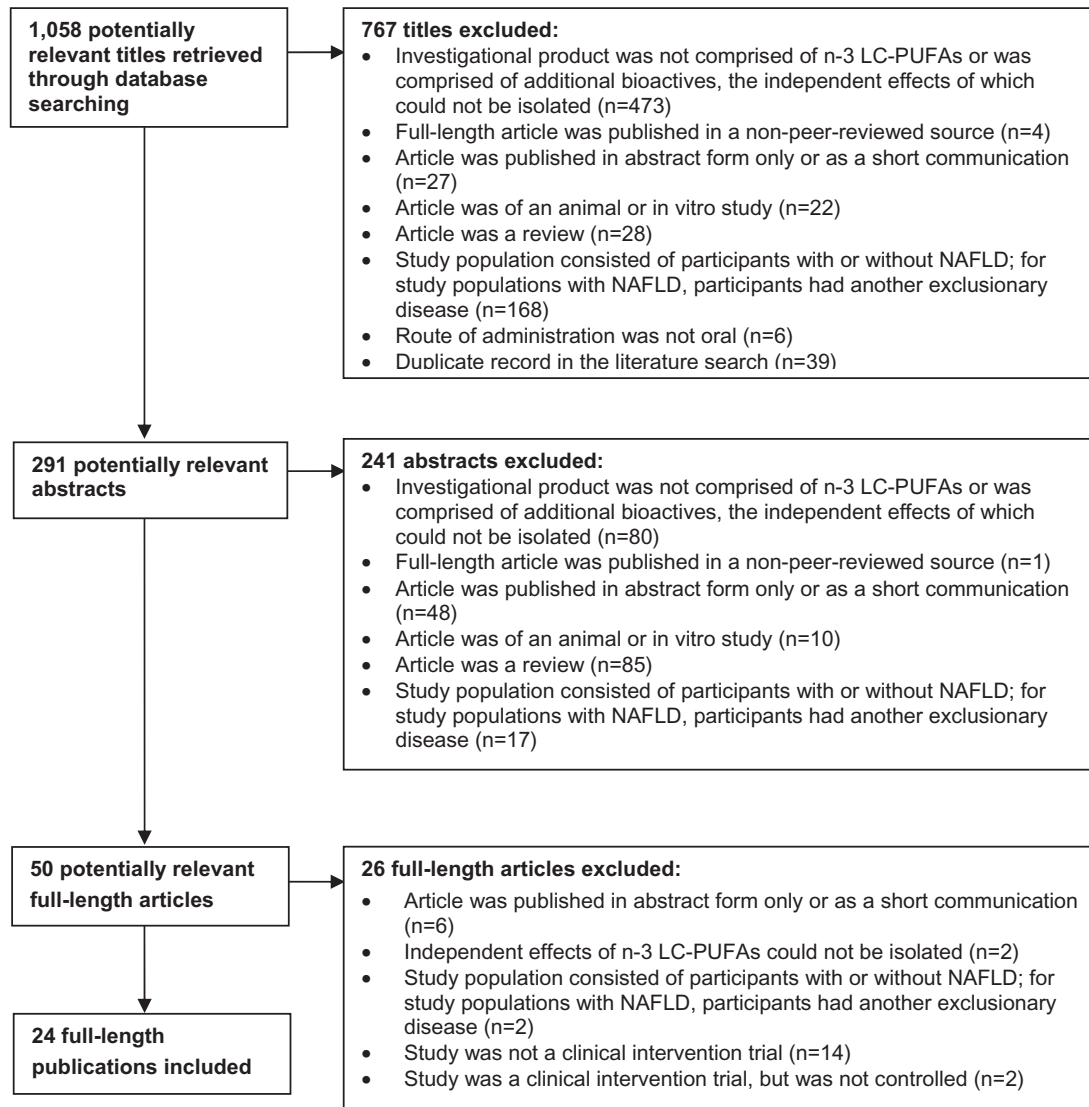 1,058 potentially
relevant titles retrieved
through database
searching
767 titles excluded:
• Investigational product was not comprised of n-3 LC-PUFAs or was
comprised of additional bioactives, the independent effects of which
could not be isolated (n=473)
• Full-length article was published in a non-peer-reviewed source (n=4)
• Article was published in abstract form only or as a short communication
(n=27)
• Article was of an animal or in vitro study (n=22)
• Article was a review (n=28)
• Study population consisted of participants with or without NAFLD; for
study populations with NAFLD, participants had another exclusionary
disease (n=168)
• Route of administration was not oral (n=6)
• Duplicate record in the literature search (n=39)
291 potentially relevant
abstracts
241 abstracts excluded:
• Investigational product was not comprised of n-3 LC-PUFAs or was
comprised of additional bioactives, the independent effects of which
could not be isolated (n=80)
• Full-length article was published in a non-peer-reviewed source (n=1)
• Article was published in abstract form only or as a short communication
(n=48)
• Article was of an animal or in vitro study (n=10)
• Article was a review (n=85)
• Study population consisted of participants with or without NAFLD; for
study populations with NAFLD, participants had another exclusionary
disease (n=17)
50 potentially relevant
full-length articles
26 full-length articles excluded:
• Article was published in abstract form only or as a short communication
(n=6)
• Independent effects of n-3 LC-PUFAs could not be isolated (n=2)
• Study population consisted of participants with or without NAFLD; for
study populations with NAFLD, participants had another exclusionary
disease (n=2)
• Study was not a clinical intervention trial (n=14)
• Study was a clinical intervention trial, but was not controlled (n=2)
24 full-length
publications included